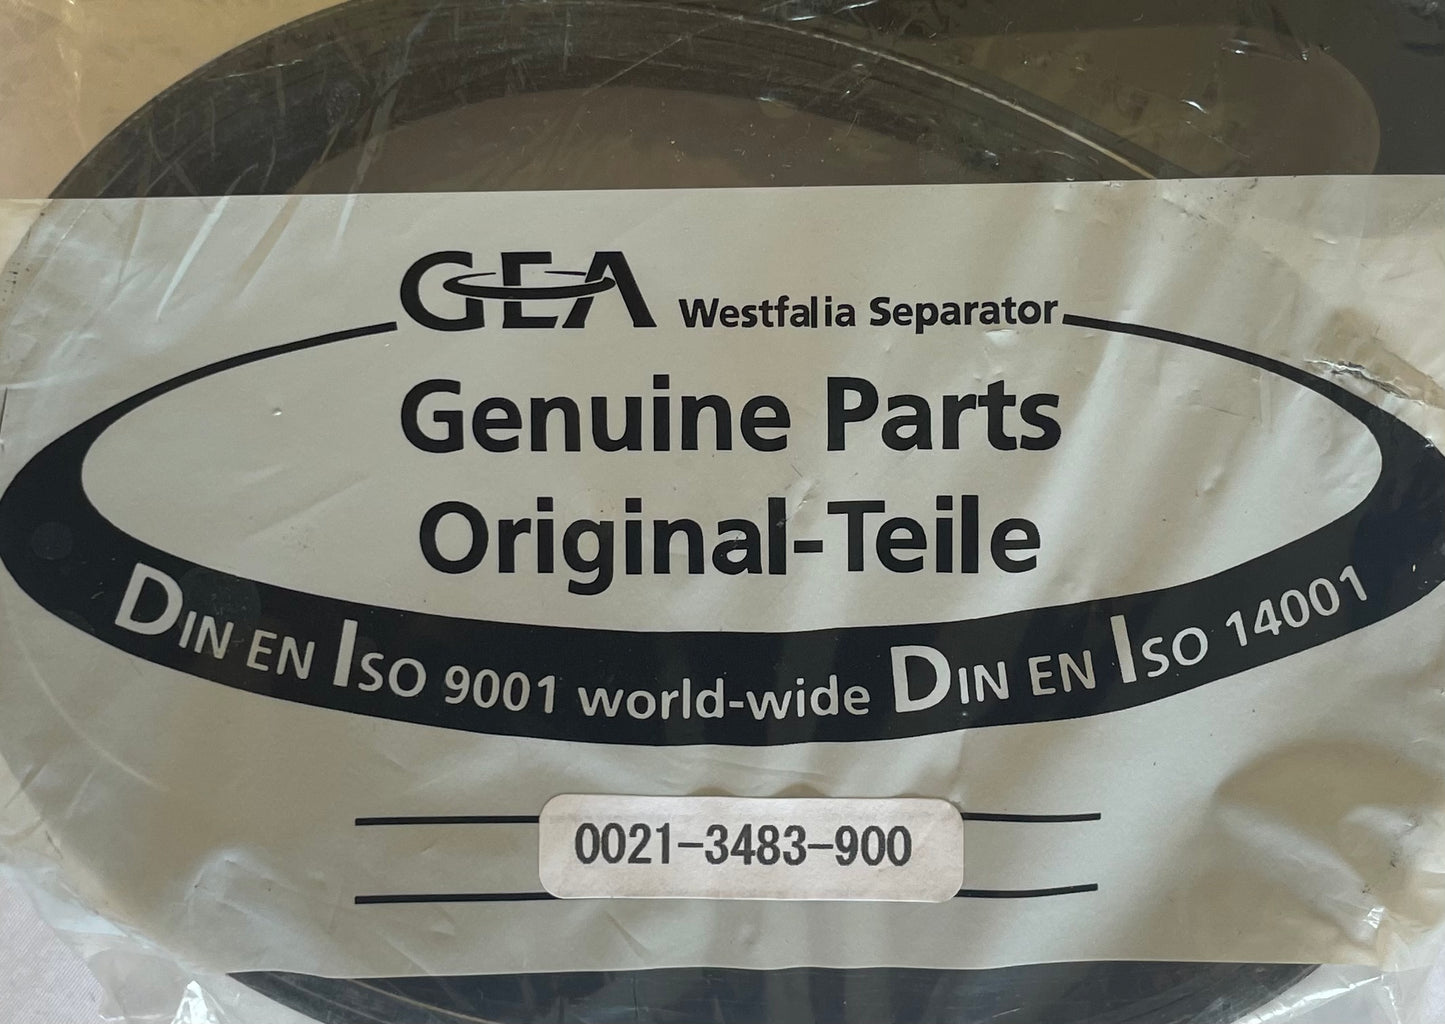 GEA Westfalia Separator
Genuine Parts
Original-Teile
DIN EN ISO 9001 world-wide DIN EN ISO 14001
0021-3483-900